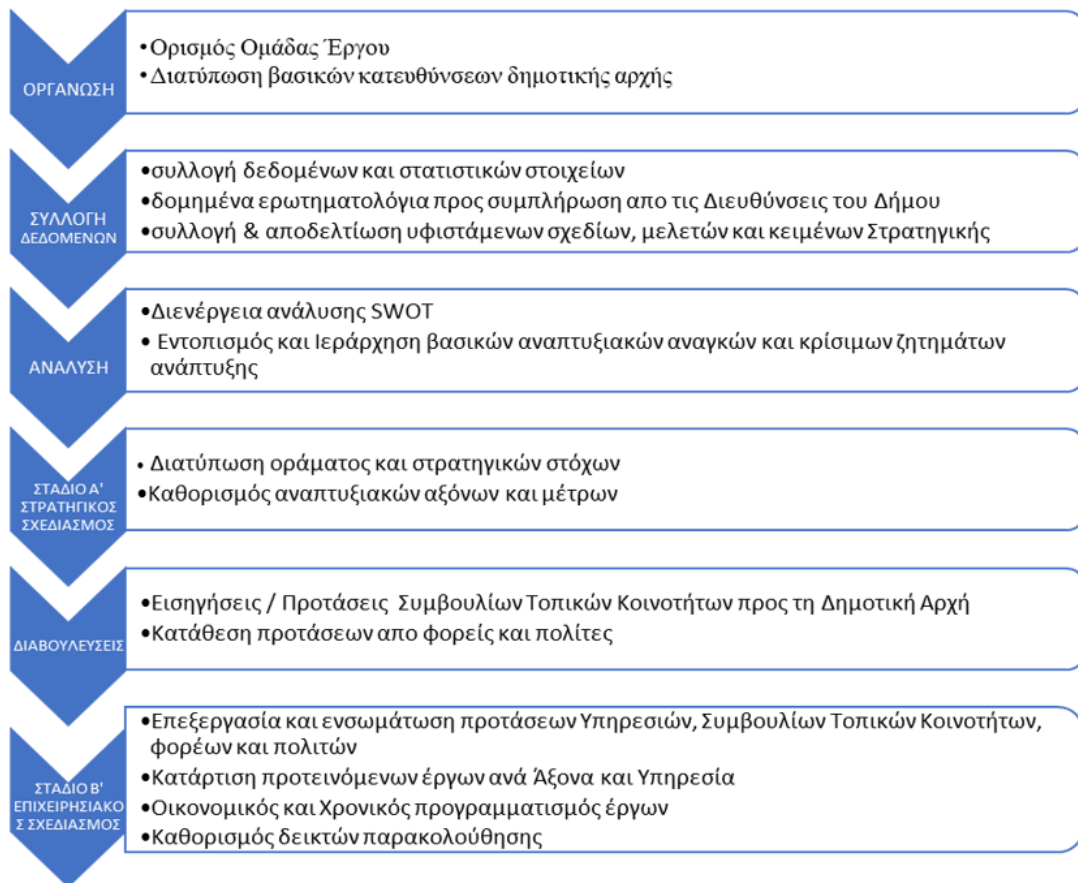 ΟΡΓΑΝΩΣΗ
•Ορισμός Ομάδας Έργου
•Διατύπωση βασικών κατευθύνσεων δημοτικής αρχής
ΣΥΛΛΟΓΗ
ΔΕΔΟΜΕΝΩΝ
•συλλογή δεδομένων και στατιστικών στοιχείων
•δομημένα ερωτηματολόγια προς συμπλήρωση απο τις Διευθύνσεις του Δήμου
•συλλογή & αποδελτίωση υφιστάμενων σχεδίων, μελετών και κειμένων Στρατηγικής
ΑΝΑΛΥΣΗ
•Διενέργεια ανάλυσης SWOT
• Εντοπισμός και Ιεράρχηση βασικών αναπτυξιακών αναγκών και κρίσιμων ζητημάτων
ανάπτυξης
ΣΤΑΔΙΟ Α'
ΣΤΡΑΤΗΓΙΚΟΣ
ΣΧΕΔΙΑΣΜΟΣ
• Διατύπωση οράματος και στρατηγικών στόχων
•Καθορισμός αναπτυξιακών αξόνων και μέτρων
ΔΙΑΒΟΥΛΕΥΣΕΙΣ
•Εισηγήσεις / Προτάσεις Συμβουλίων Τοπικών Κοινοτήτων προς τη Δημοτική Αρχή
•Κατάθεση προτάσεων απο φορείς και πολίτες
ΣΤΑΔΙΟ Β'
ΕΠΙΧΕΙΡΗΣΙΑΚΟ
Σ ΣΧΕΔΙΑΣΜΟΣ
•Επεξεργασία και ενσωμάτωση προτάσεων Υπηρεσιών, Συμβουλίων Τοπικών Κοινοτήτων,
φορέων και πολιτών
•Κατάρτιση προτεινόμενων έργων ανά Άξονα και Υπηρεσία
•Οικονομικός και Χρονικός προγραμματισμός έργων
•Καθορισμός δεικτών παρακολούθησης